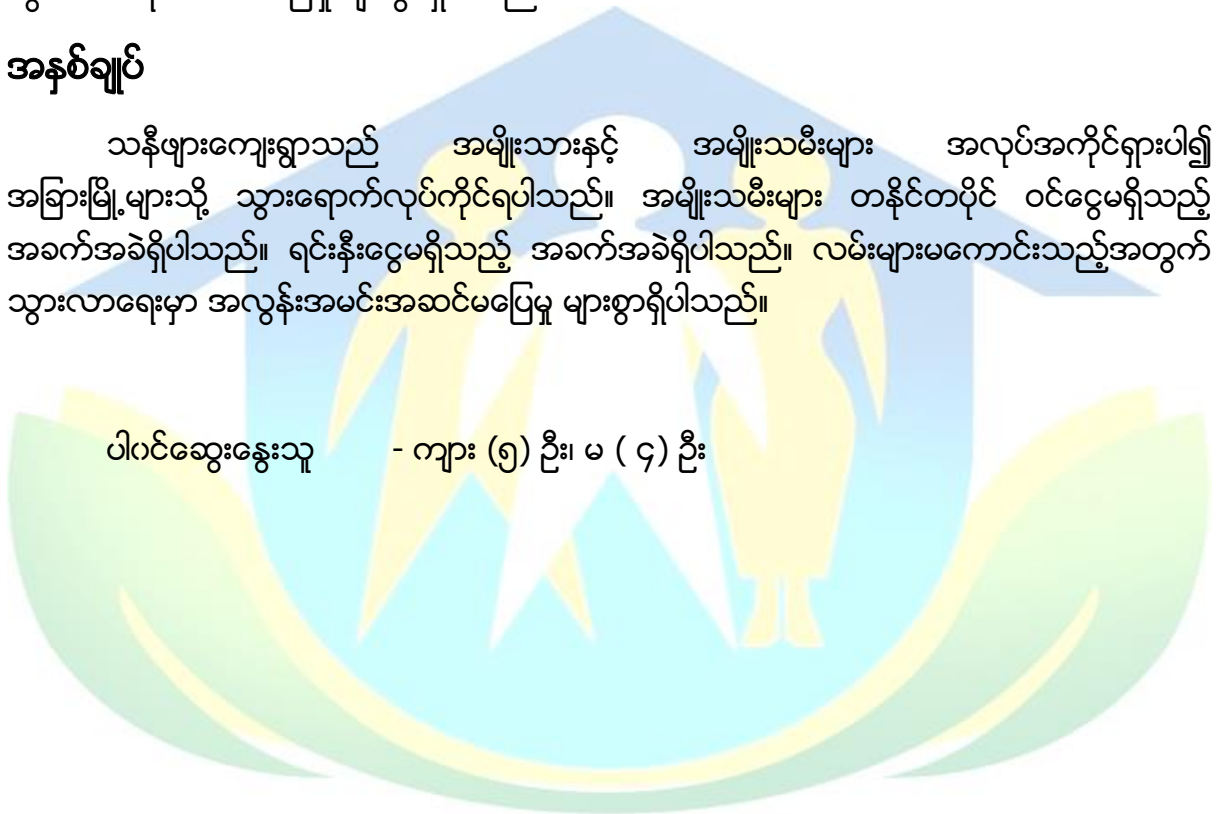 အနှစ်ချုပ်
သနီဖျားကျေးရွာသည် အမျိုးသားနှင့် အမျိုးသမီးများ အလုပ်အကိုင်ရှားပါ၍
အခြားမြို့များသို့ သွားရောက်လုပ်ကိုင်ရပါသည်။ အမျိုးသမီးများ တနိုင်တပိုင် ဝင်ငွေမရှိသည့်
အခက်အခဲရှိပါသည်။ ရင်းနှီးငွေမရှိသည့် အခက်အခဲရှိပါသည်။ လမ်းများမကောင်းသည့်အတွက်
သွားလာရေးမှာ အလွန်းအမင်းအဆင်မပြေမှု များစွာရှိပါသည်။
ပါဝင်ဆွေးနွေးသူ - ကျား (၅) ဦး၊ မ ( ၄) ဦး